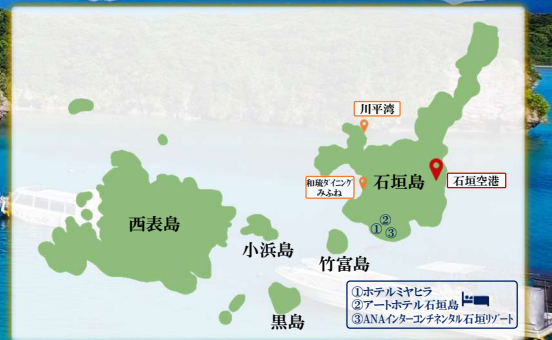 川平湾
和蔵ダイニング
みふね
石垣島
石垣空港
①
②
③
西表島
小浜島
竹富島
黒島
①ホテルミヤヒラ
②アートホテル石垣島
③ANAインターコンチネンタル石垣リゾート